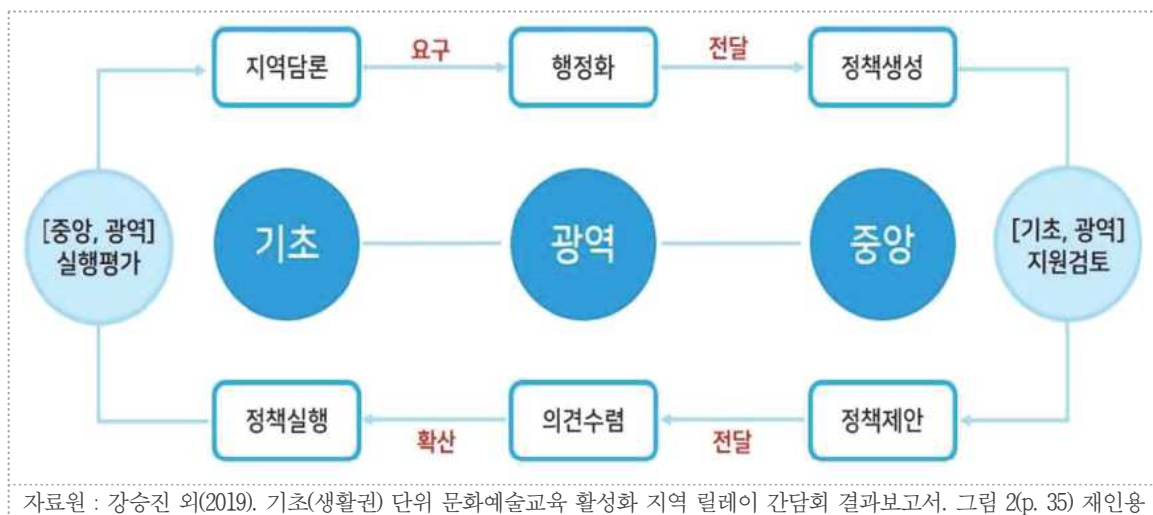 지역담론
요구
행정화
전달
정책생성
[중앙, 광역]
실행평가
기초
광역
중앙
[기초, 광역]
지원검토
정책실행
확산
의견수렴
전달
정책제안
자료원 : 강승진 외(2019). 기초(생활권) 단위 문화예술교육 활성화 지역 릴레이 간담회 결과보고서. 그림 2(p. 35) 재인용